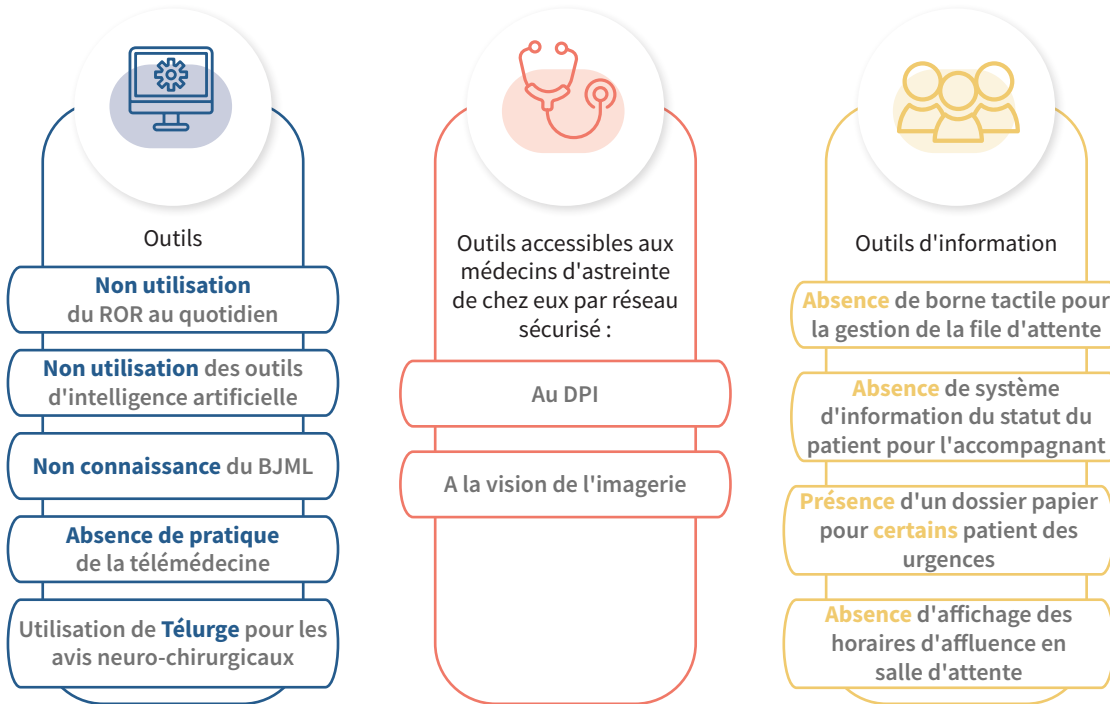 Outils
Non utilisation
du ROR au quotidien
Non utilisation des outils
d'intelligence artificielle
Non connaissance du BJML
Absence de pratique
de la télémédecine
Utilisation de Télurge pour les
avis neuro-chirurgicaux
Outils accessibles aux
médecins d'astreinte
de chez eux par réseau
sécurisé :
Au DPI
A la vision de l'imagerie
Outils d'information
Absence de borne tactile pour
la gestion de la file d'attente
Absence de système
d'information du statut du
patient pour l'accompagnant
Présence d'un dossier papier
pour certains patient des
urgences
Absence d'affichage des
horaires d'affluence en
salle d'attente